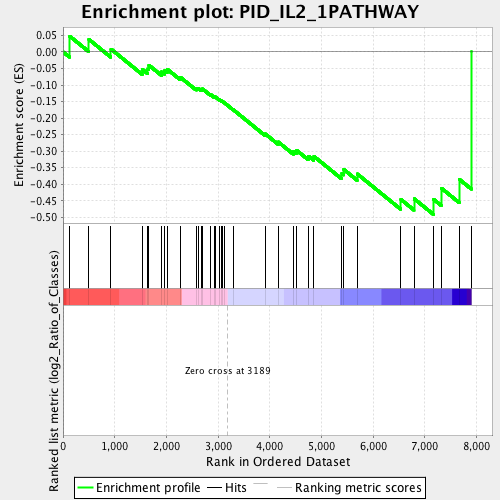 Enrichment plot: PID_IL2_1PATHWAY
Enrichment score (ES)
0.05
0.00
-0.05
-0.10
-0.15
-0.20
-0.25
-0.30
-0.35
-0.40
-0.45
-0.50
Ranked list metric (log2_Ratio_of_Classes)
Zero cross at 3189
0 1,000 2,000 3,000 4,000 5,000 6,000 7,000 8,000
Rank in Ordered Dataset
Enrichment profile Hits Ranking metric scores